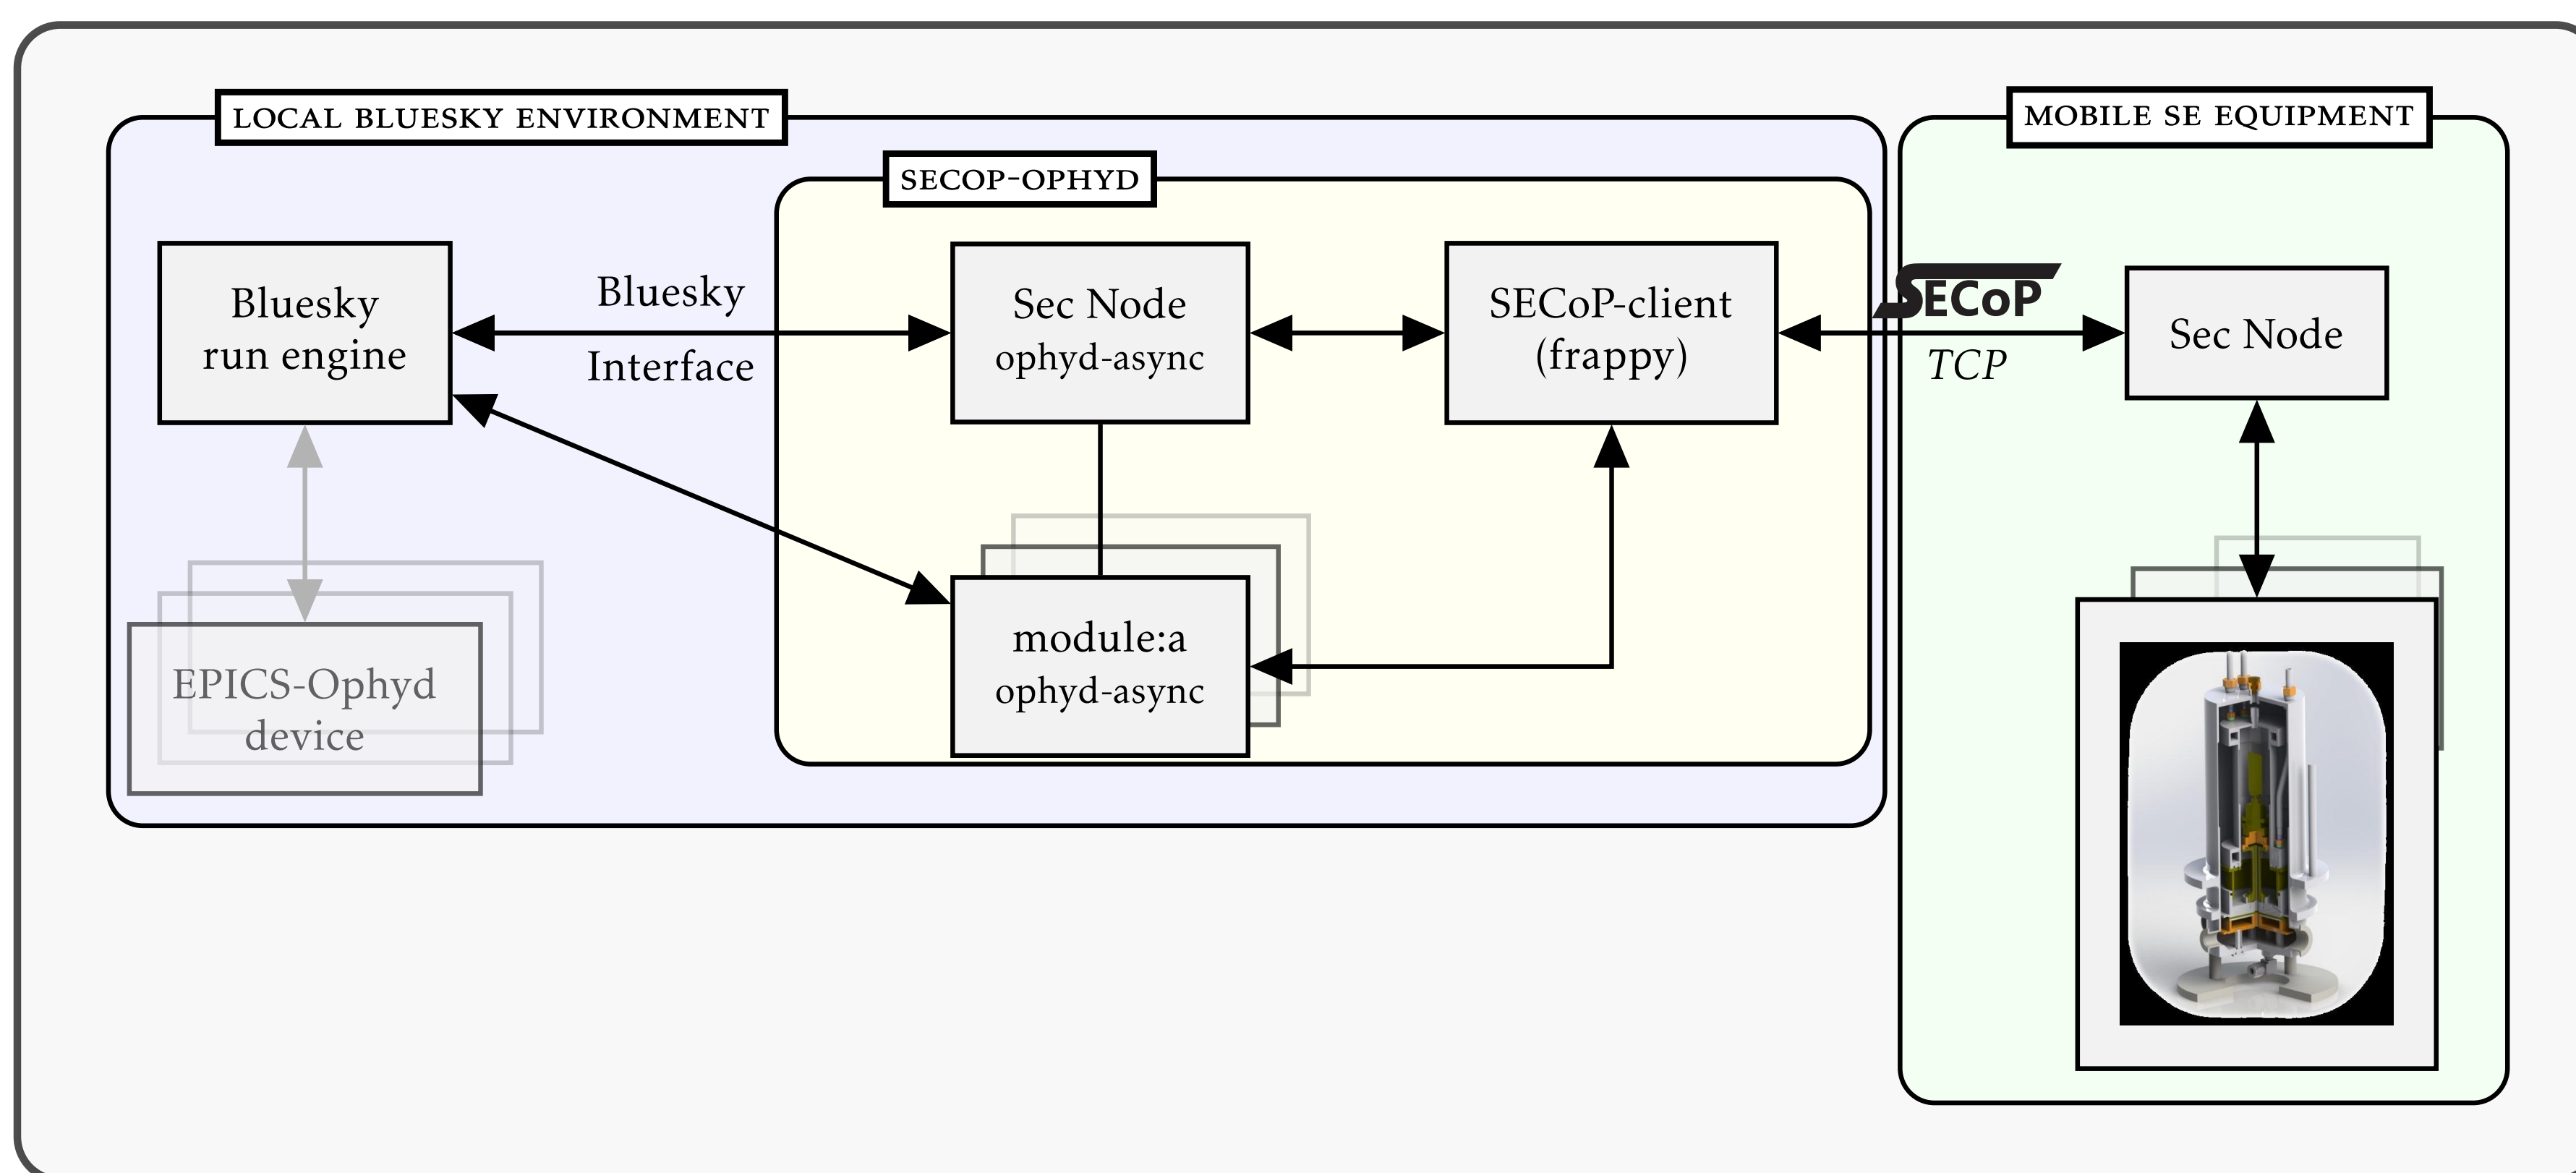 LOCAL BLUESKY ENVIRONMENT
MOBILE SE EQUIPMENT
SECOP-OPHYD
Bluesky
run engine
Bluesky
Interface
Sec Node
ophyd-async
SECoP-client
(frappy)
SECoP
TCP
Sec Node
EPICS-Ophyd
device
module:a
ophyd-async